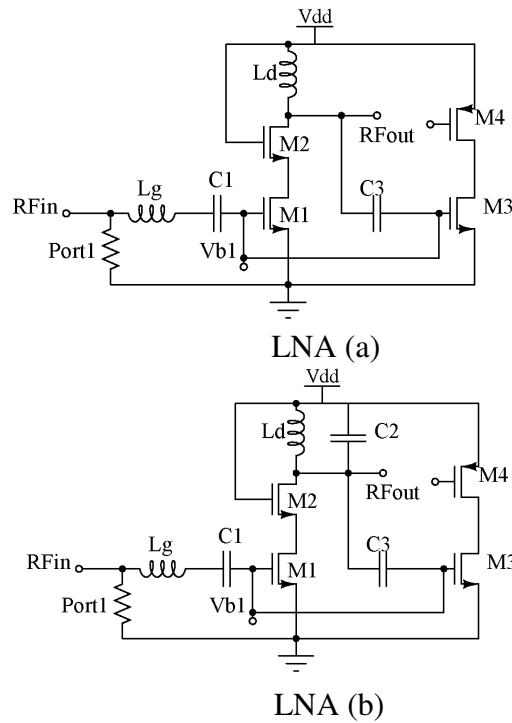 Vdd
Ld
M4
RFout
M2
C1
C3
Lg
RFin
M1
M3
Port1
Vb1
LNA (a)
Vdd
Ld
C2
M4
RFout
M2
C1
C3
Lg
RFin
M1
M3
Port1
Vb1
LNA (b)